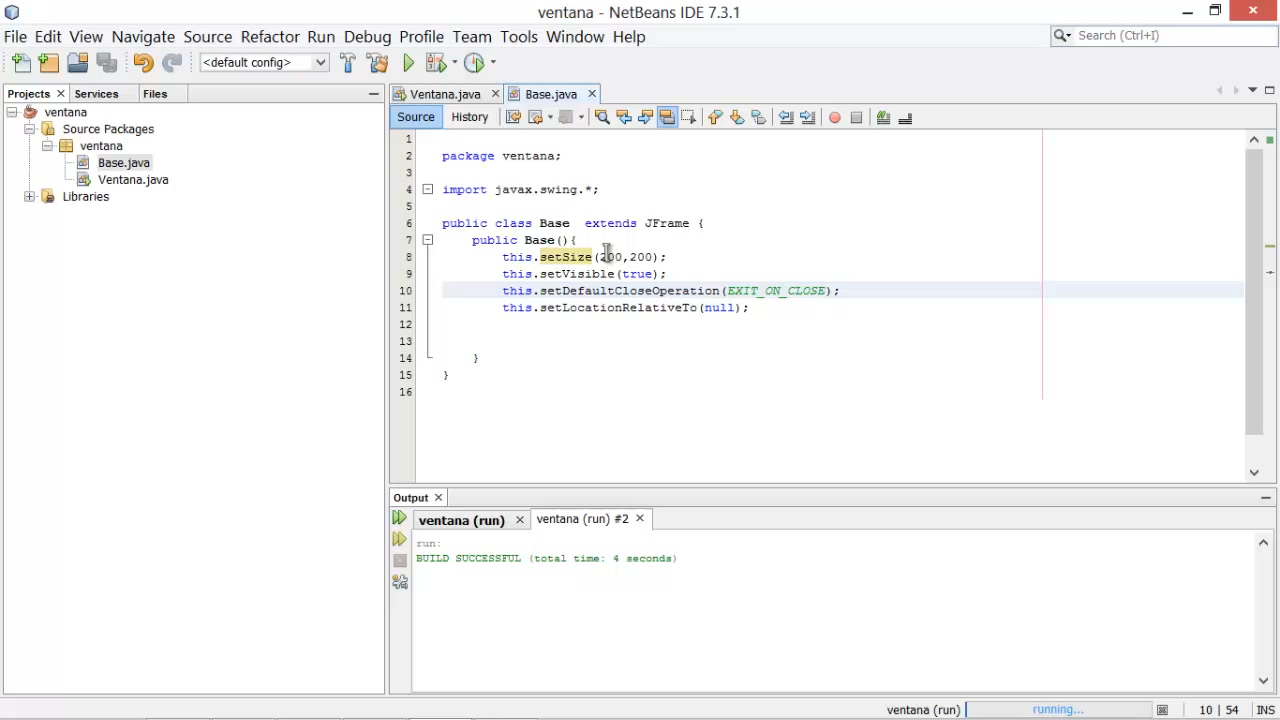 ventana - NetBeans IDE 7.3.1
File Edit View Navigate Source Refactor Run Debug Profile Team Tools Window Help
Search (Ctrl+I)
<default config>
Projects Services Files
Ventana.java Base.java
Source History
ventana
Source Packages
ventana
Base.java
Ventana.java
Libraries
1
2 package ventana;
3
4 import javax.swing.*;
5
6 public class Base  extends JFrame {
7 public Base(){
8 this.setSize(200,200);
9 this.setVisible(true);
10 this.setDefaultCloseOperation(EXIT_ON_CLOSE);
11 this.setLocationRelativeTo(null);
12
13
14 }
15 }
16
Output
ventana (run) ventana (run) #2
run:
BUILD SUCCESSFUL (total time: 4 seconds)
ventana (run) running... 10 | 54 INS